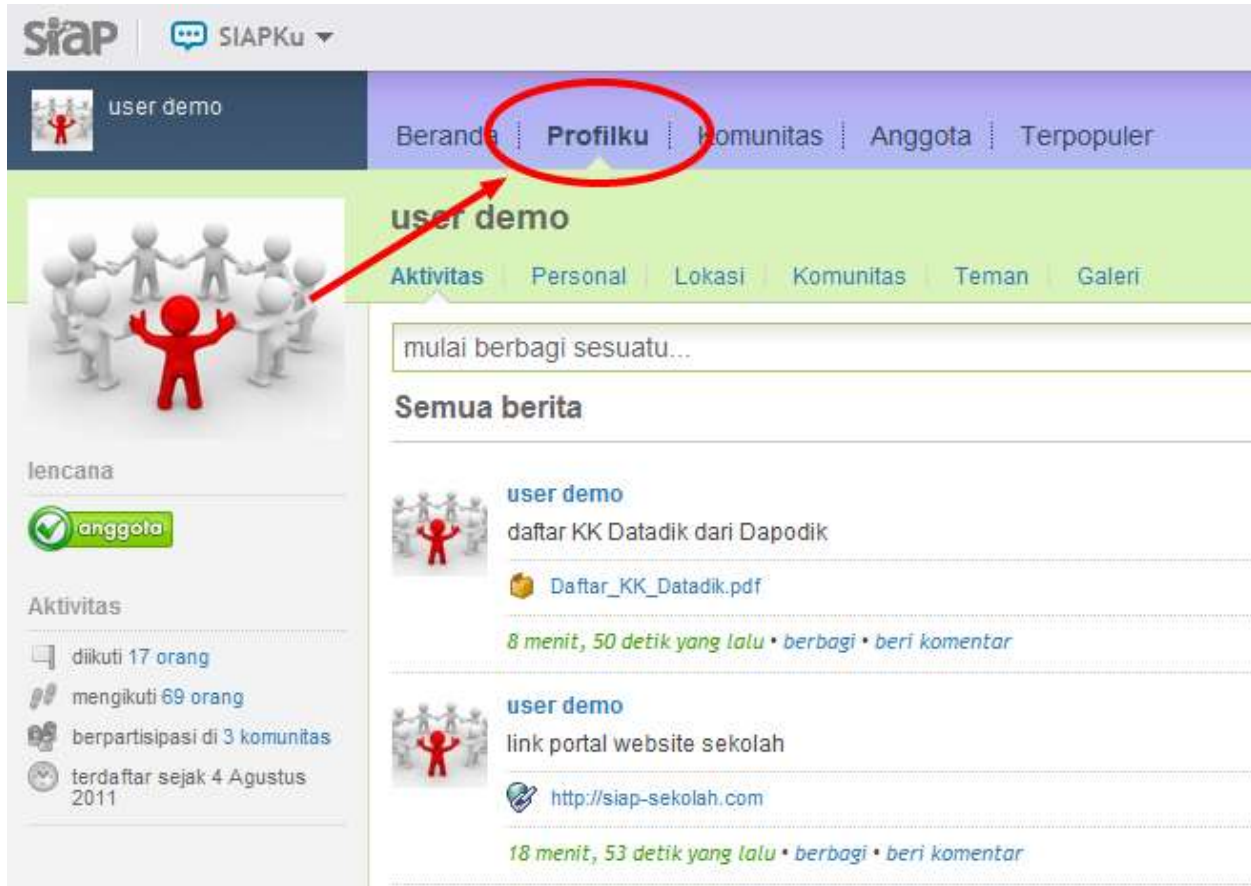 siap
SIAPKu
user demo
Beranda Profilku Komunitas Anggota Terpopuler
user demo
Aktivitas Personal Lokasi Komunitas Teman Galeri
mulai berbagi sesuatu...
Semua berita
lencana
anggota
Aktivitas
diikuti 17 orang
mengikuti 69 orang
berpartisipasi di 3 komunitas
terdaftar sejak 4 Agustus
2011
user demo
daftar KK Datadik dari Dapodik
Daftar_KK_Datadik.pdf
8 menit, 50 detik yang lalu • berbagi • beri komentar
user demo
link portal website sekolah
http://siap-sekolah.com
18 menit, 53 detik yang lalu • berbagi • beri komentar